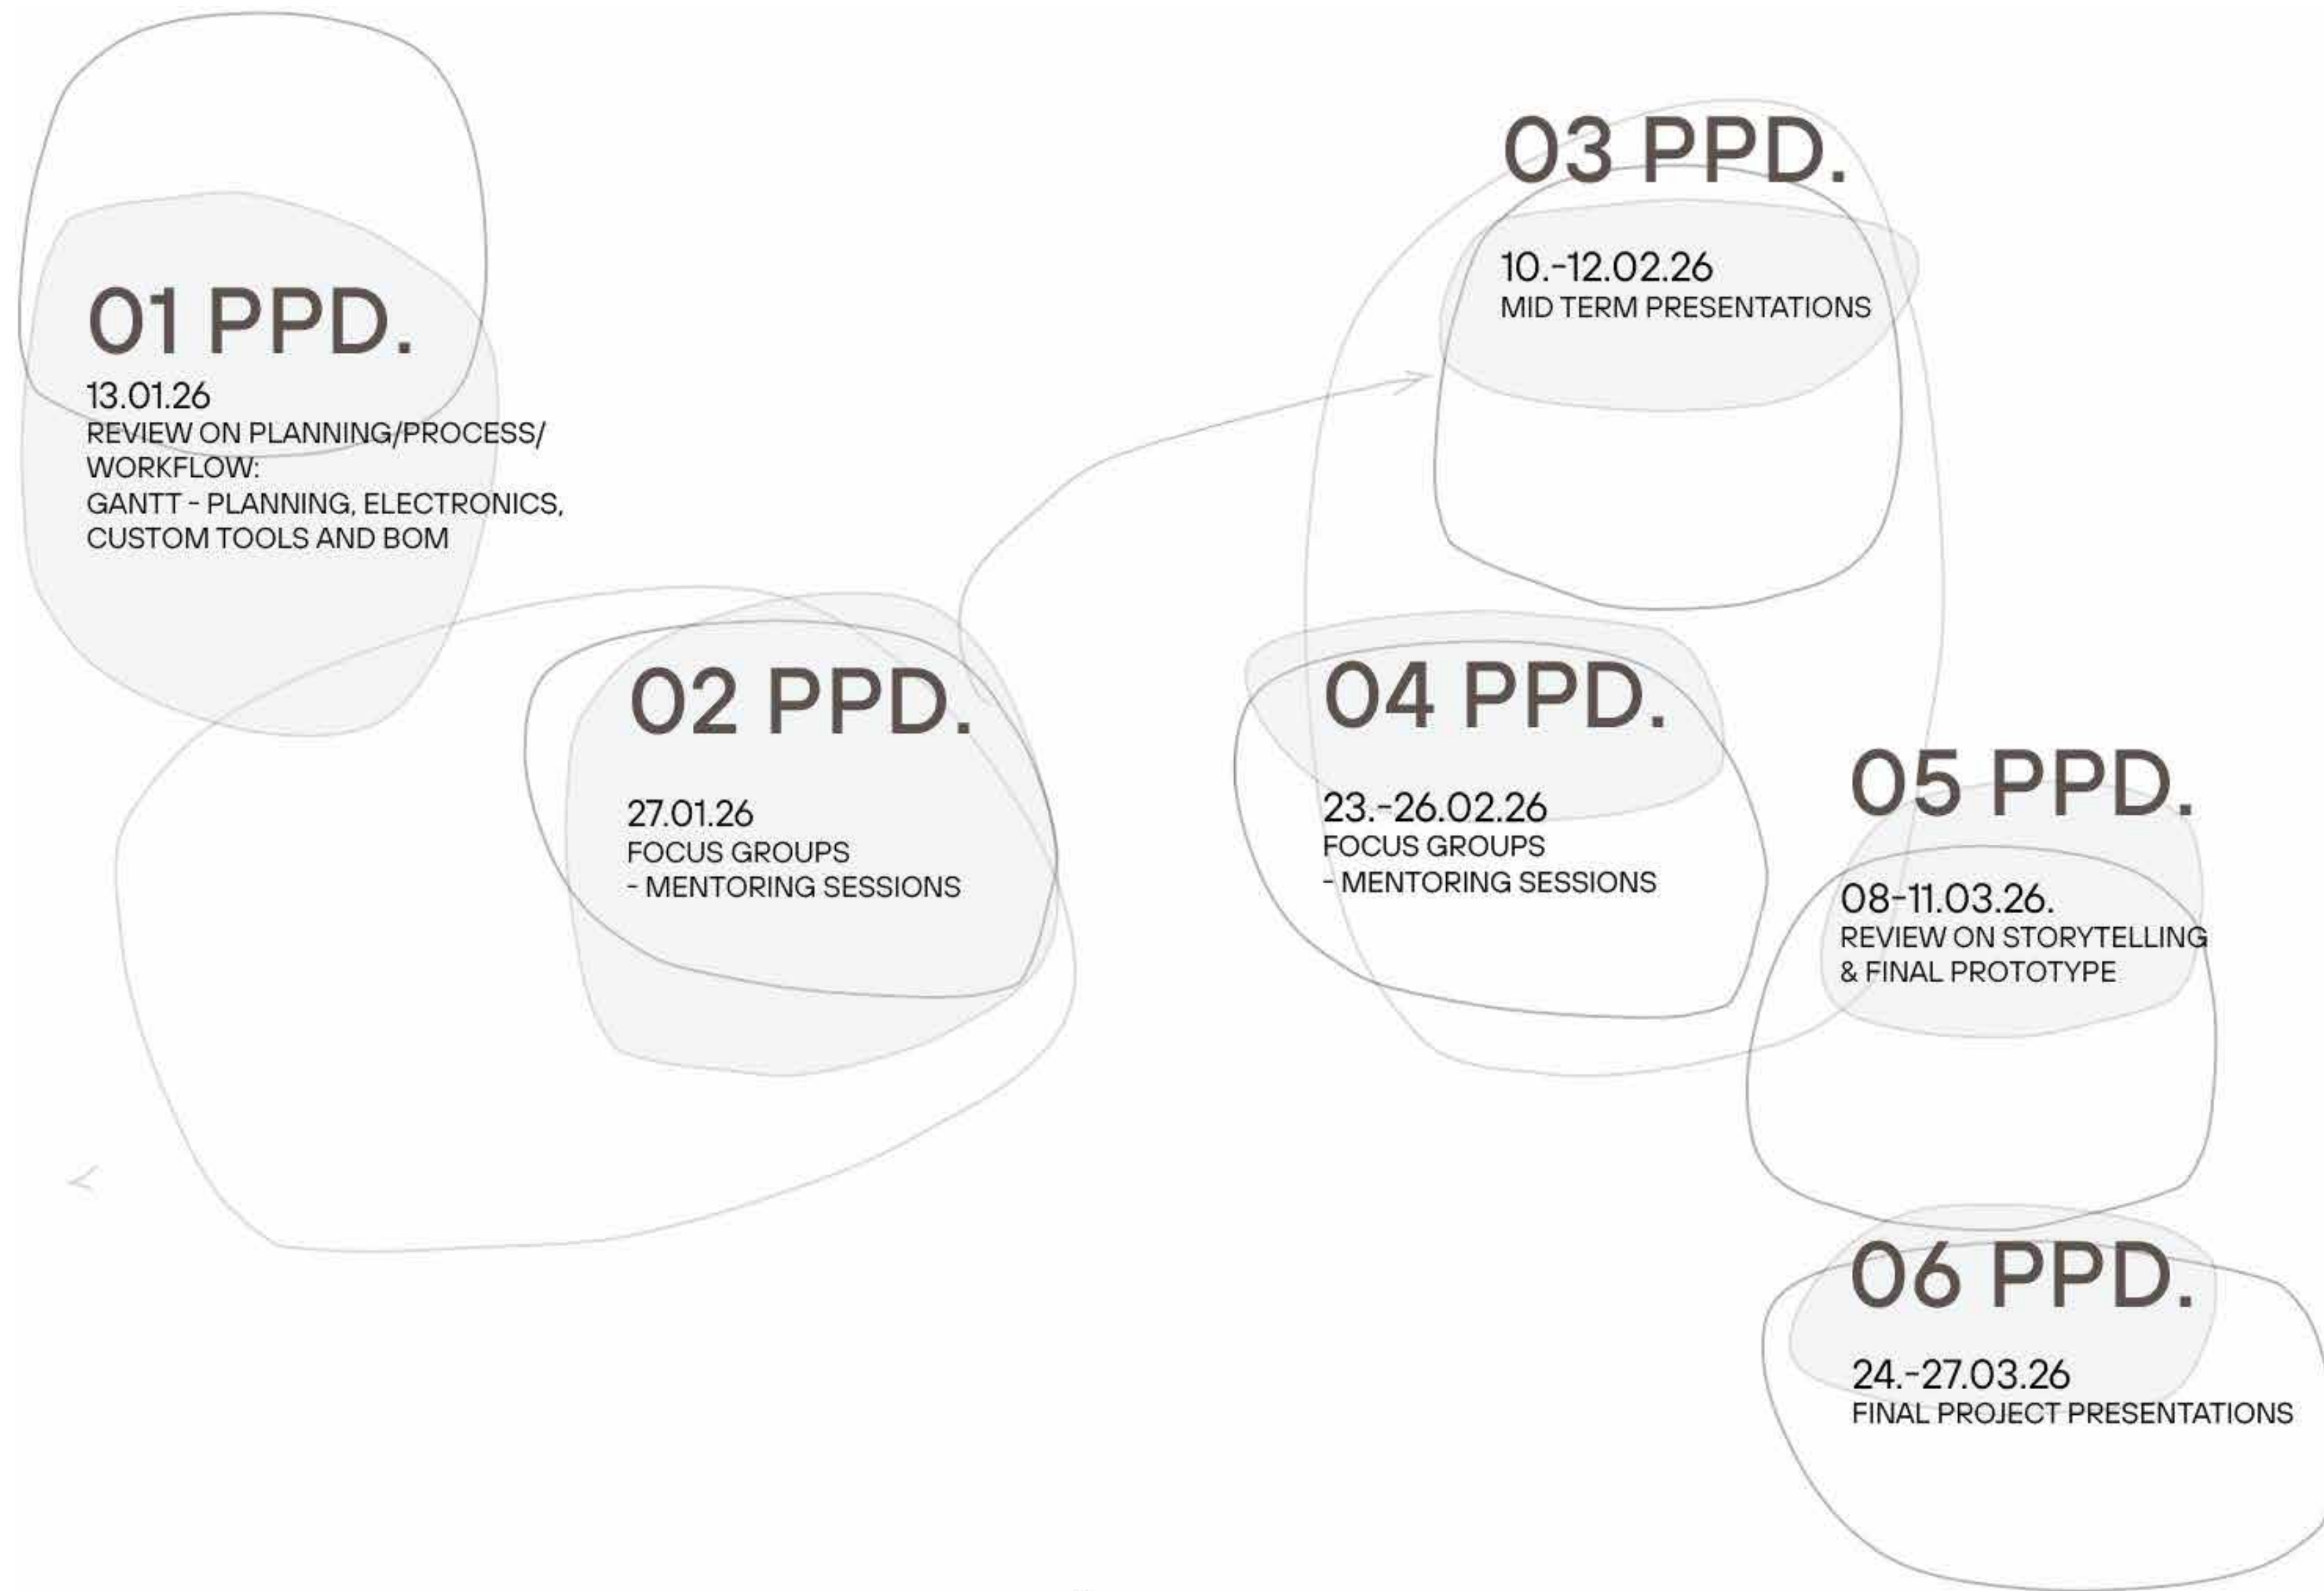 01 PPD.
13.01.26
REVIEW ON PLANNING/PROCESS/
WORKFLOW:
GANTT - PLANNING, ELECTRONICS,
CUSTOM TOOLS AND BOM
02 PPD.
27.01.26
FOCUS GROUPS
- MENTORING SESSIONS
03 PPD.
10.-12.02.26
MID TERM PRESENTATIONS
04 PPD.
23.-26.02.26
FOCUS GROUPS
- MENTORING SESSIONS
05 PPD.
08-11.03.26.
REVIEW ON STORYTELLING
& FINAL PROTOTYPE
06 PPD.
24.-27.03.26
FINAL PROJECT PRESENTATIONS